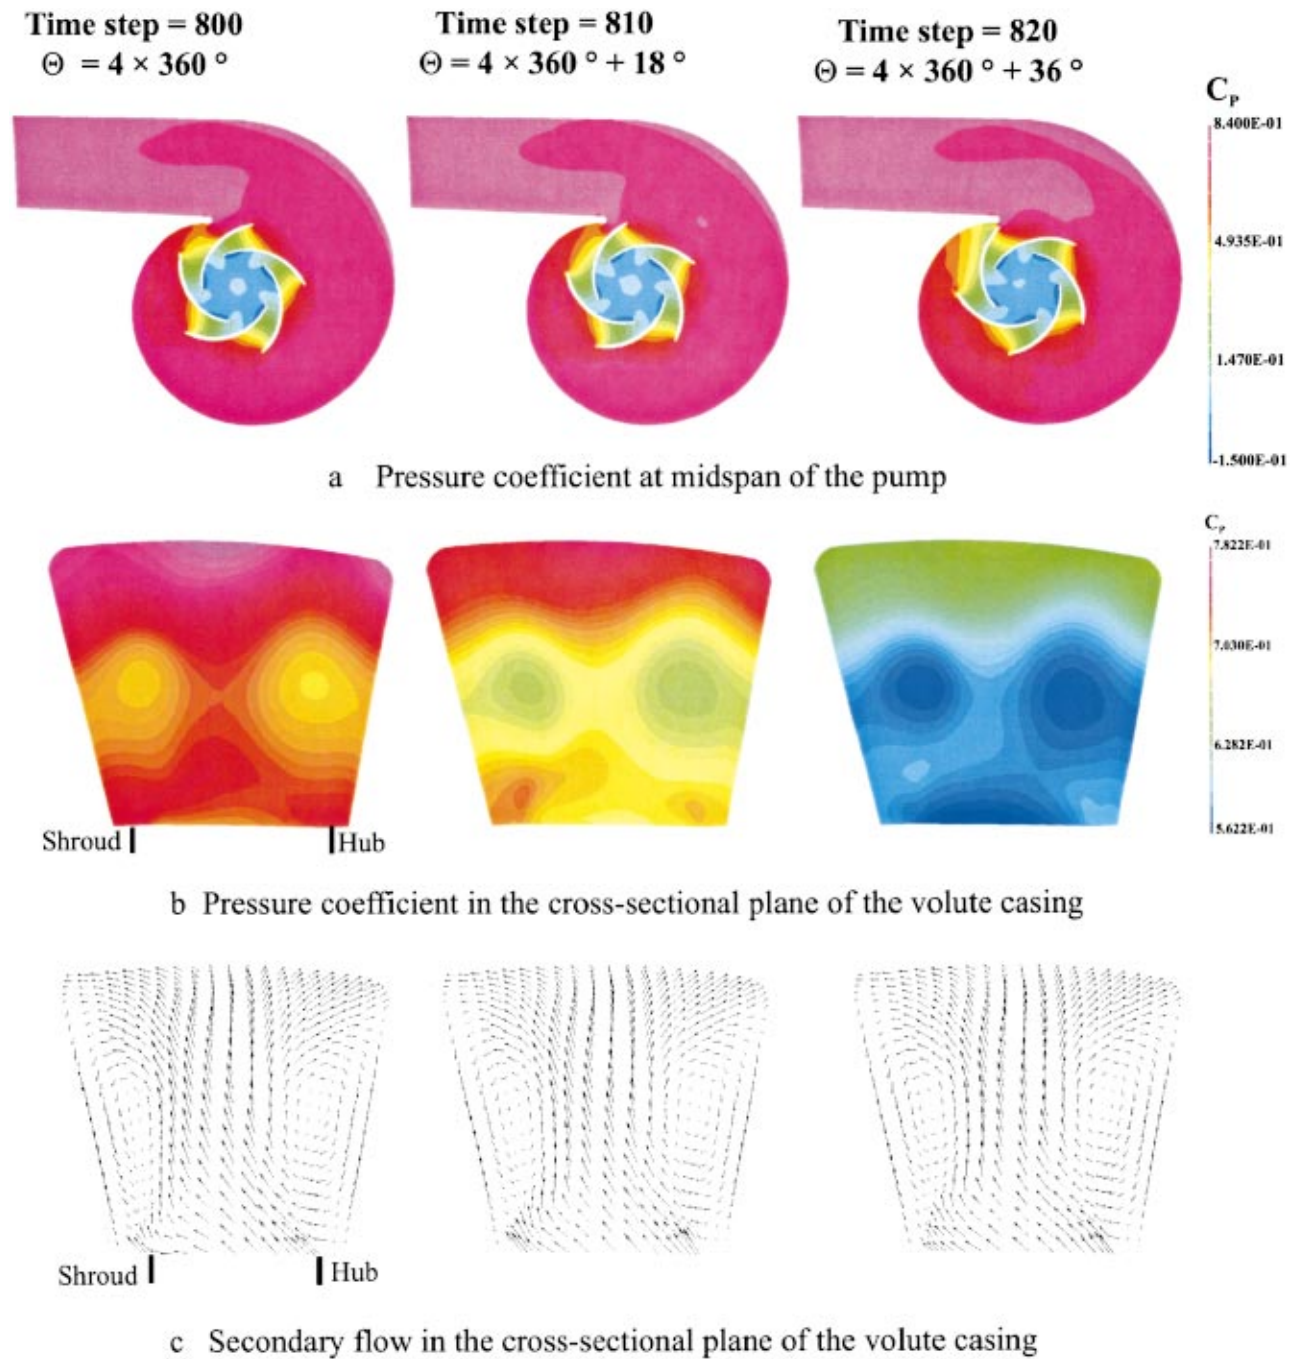 Time step = 800
Θ = 4 × 360 °
Time step = 810
Θ = 4 × 360 ° + 18 °
Time step = 820
Θ = 4 × 360 ° + 36 °
C_P
8.400E-01
4.935E-01
1.470E-01
-1.500E-01
a Pressure coefficient at midspan of the pump
C_P
7.822E-01
7.030E-01
6.282E-01
5.622E-01
Shroud
Hub
b Pressure coefficient in the cross-sectional plane of the volute casing
Shroud
Hub
c Secondary flow in the cross-sectional plane of the volute casing